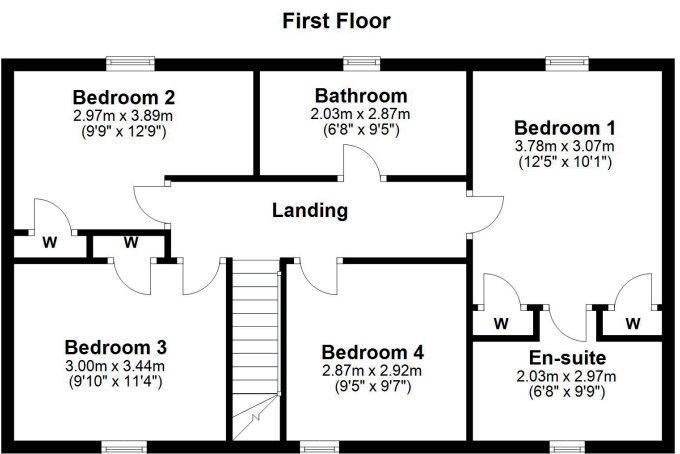 First Floor
Bedroom 2
2.97m x 3.89m
(9'9" x 12'9")
Bathroom
2.03m x 2.87m
(6'8" x 9'5")
Bedroom 1
3.78m x 3.07m
(12'5" x 10'1")
Landing
W
W
Bedroom 3
3.00m x 3.44m
(9'10" x 11'4")
Bedroom 4
2.87m x 2.92m
(9'5" x 9'7")
W
W
En-suite
2.03m x 2.97m
(6'8" x 9'9")